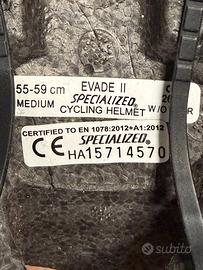 55-59 cm EVADE II
MEDIUM SPECIALIZED 20
CYCLING HELMET W/O
CERTIFIED TO EN 1078:2012+A1:2012
CE SPECIALIZED
HA15714570
subito